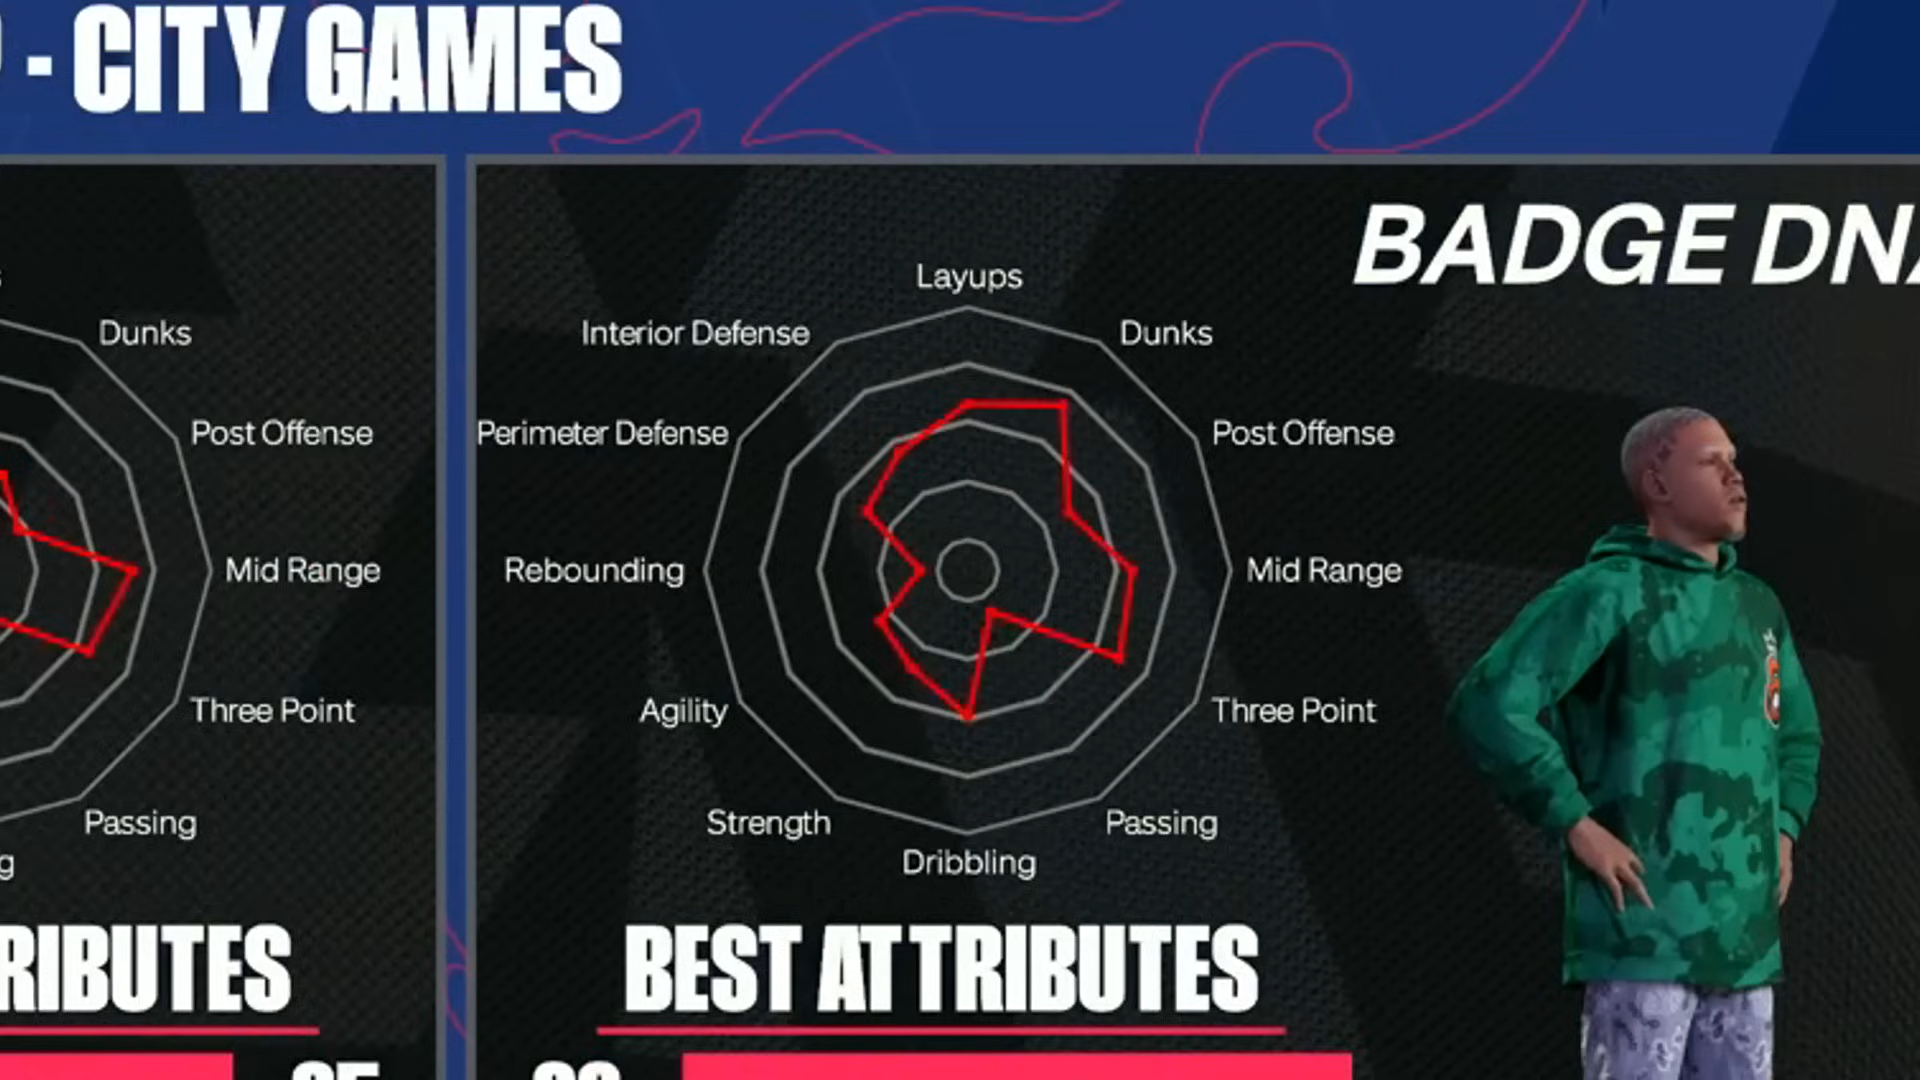 - CITY GAMES
BADGE DN
Layups
Interior Defense
Dunks
Perimeter Defense
Post Offense
Rebounding
Mid Range
Agility
Three Point
Strength
Passing
Dribbling
BEST ATTRIBUTES
Dunks
Post Offense
Mid Range
Three Point
Passing
g
RIBUTES